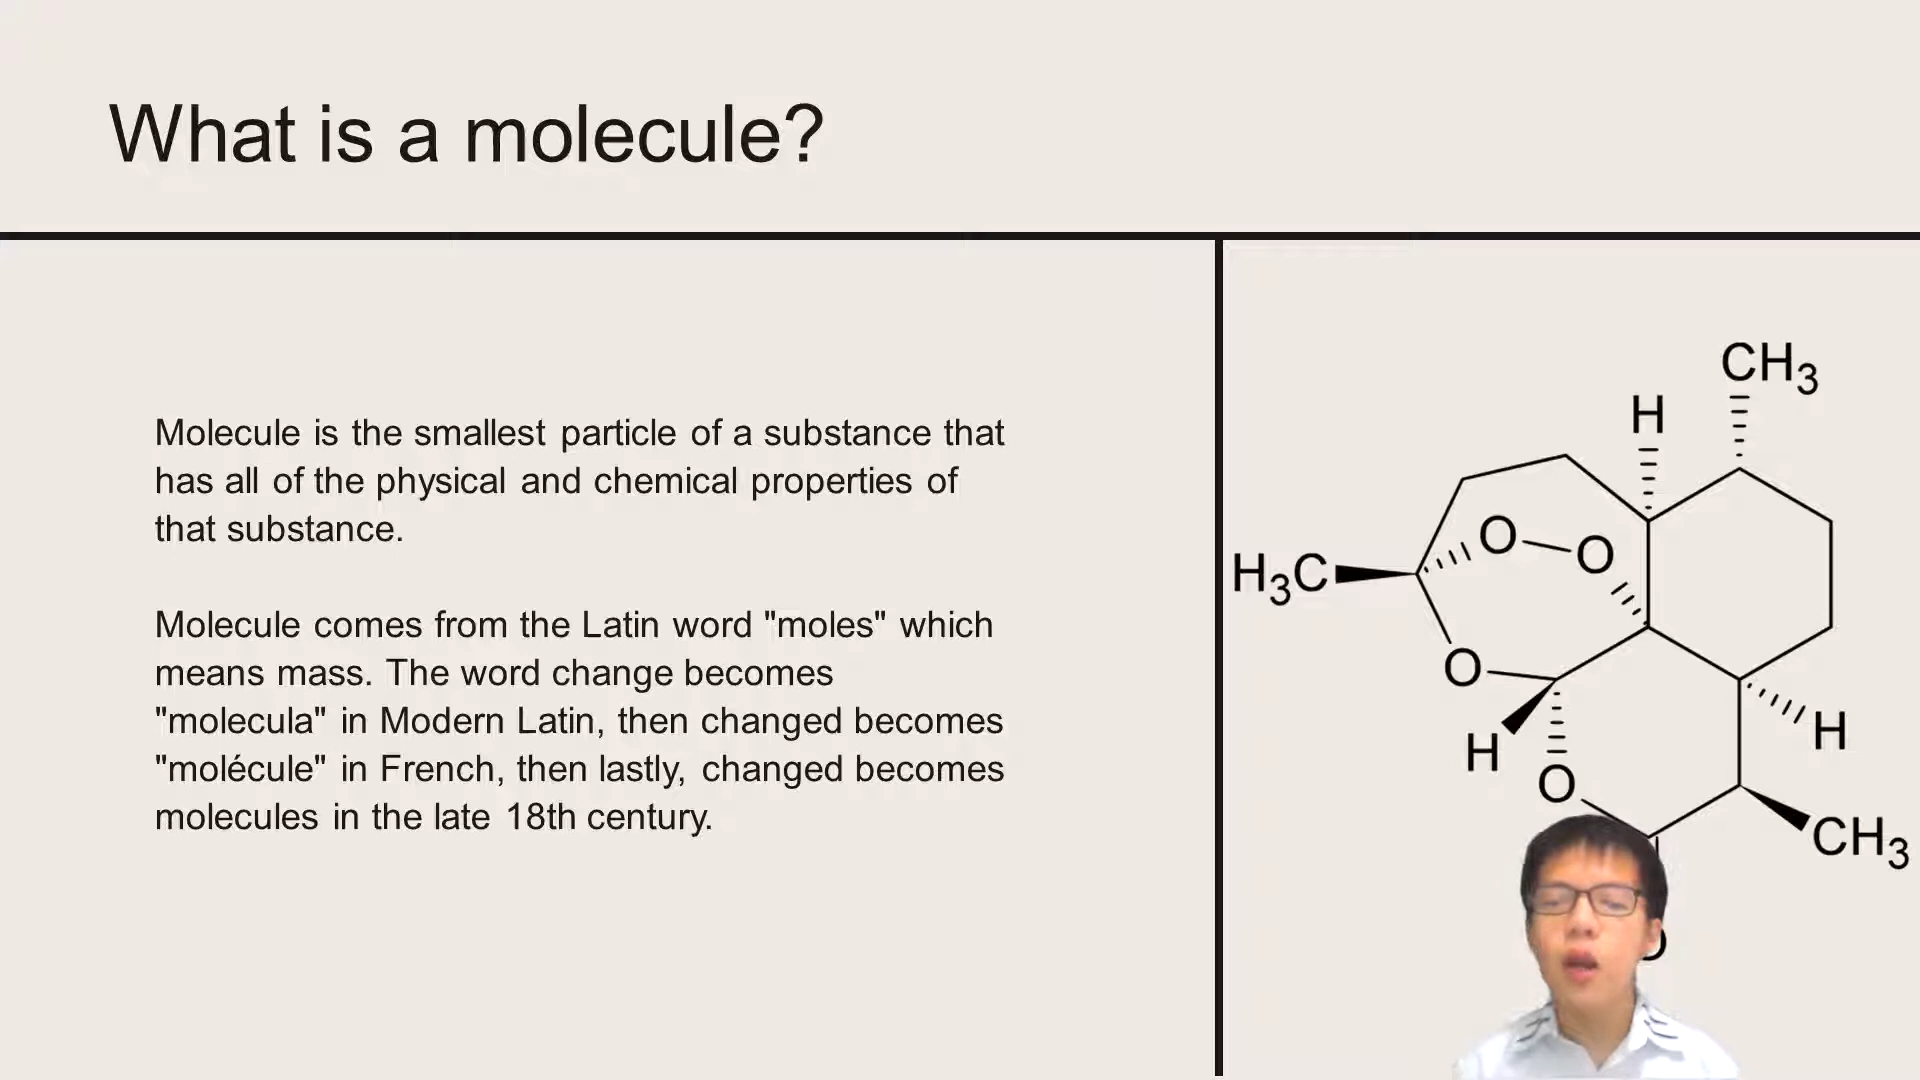 What is a molecule?
Molecule is the smallest particle of a substance that
has all of the physical and chemical properties of
that substance.
Molecule comes from the Latin word "moles" which
means mass. The word change becomes
"molecula" in Modern Latin, then changed becomes
"molécule" in French, then lastly, changed becomes
molecules in the late 18th century.
CH₃
H
O
O
H₃C
O
H
H
O
CH₃